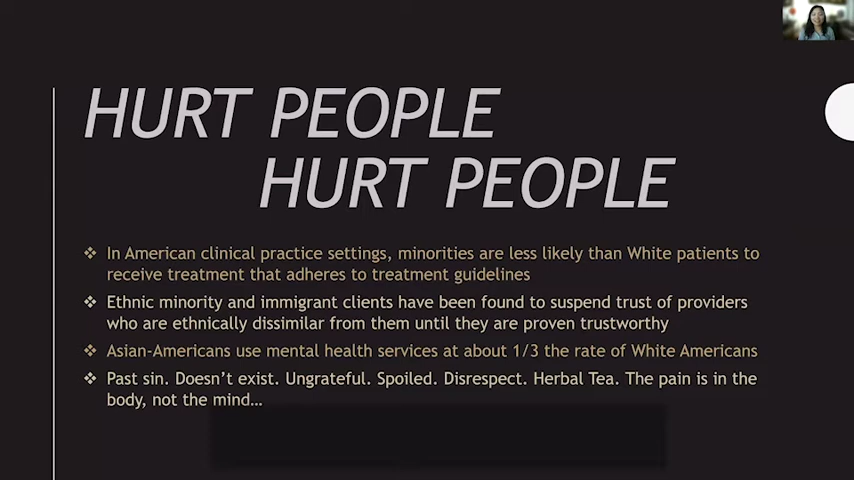 HURT PEOPLE
HURT PEOPLE
❖ In American clinical practice settings, minorities are less likely than White patients to
receive treatment that adheres to treatment guidelines
❖ Ethnic minority and immigrant clients have been found to suspend trust of providers
who are ethnically dissimilar from them until they are proven trustworthy
❖ Asian-Americans use mental health services at about 1/3 the rate of White Americans
❖ Past sin. Doesn't exist. Ungrateful. Spoiled. Disrespect. Herbal Tea. The pain is in the
body, not the mind…